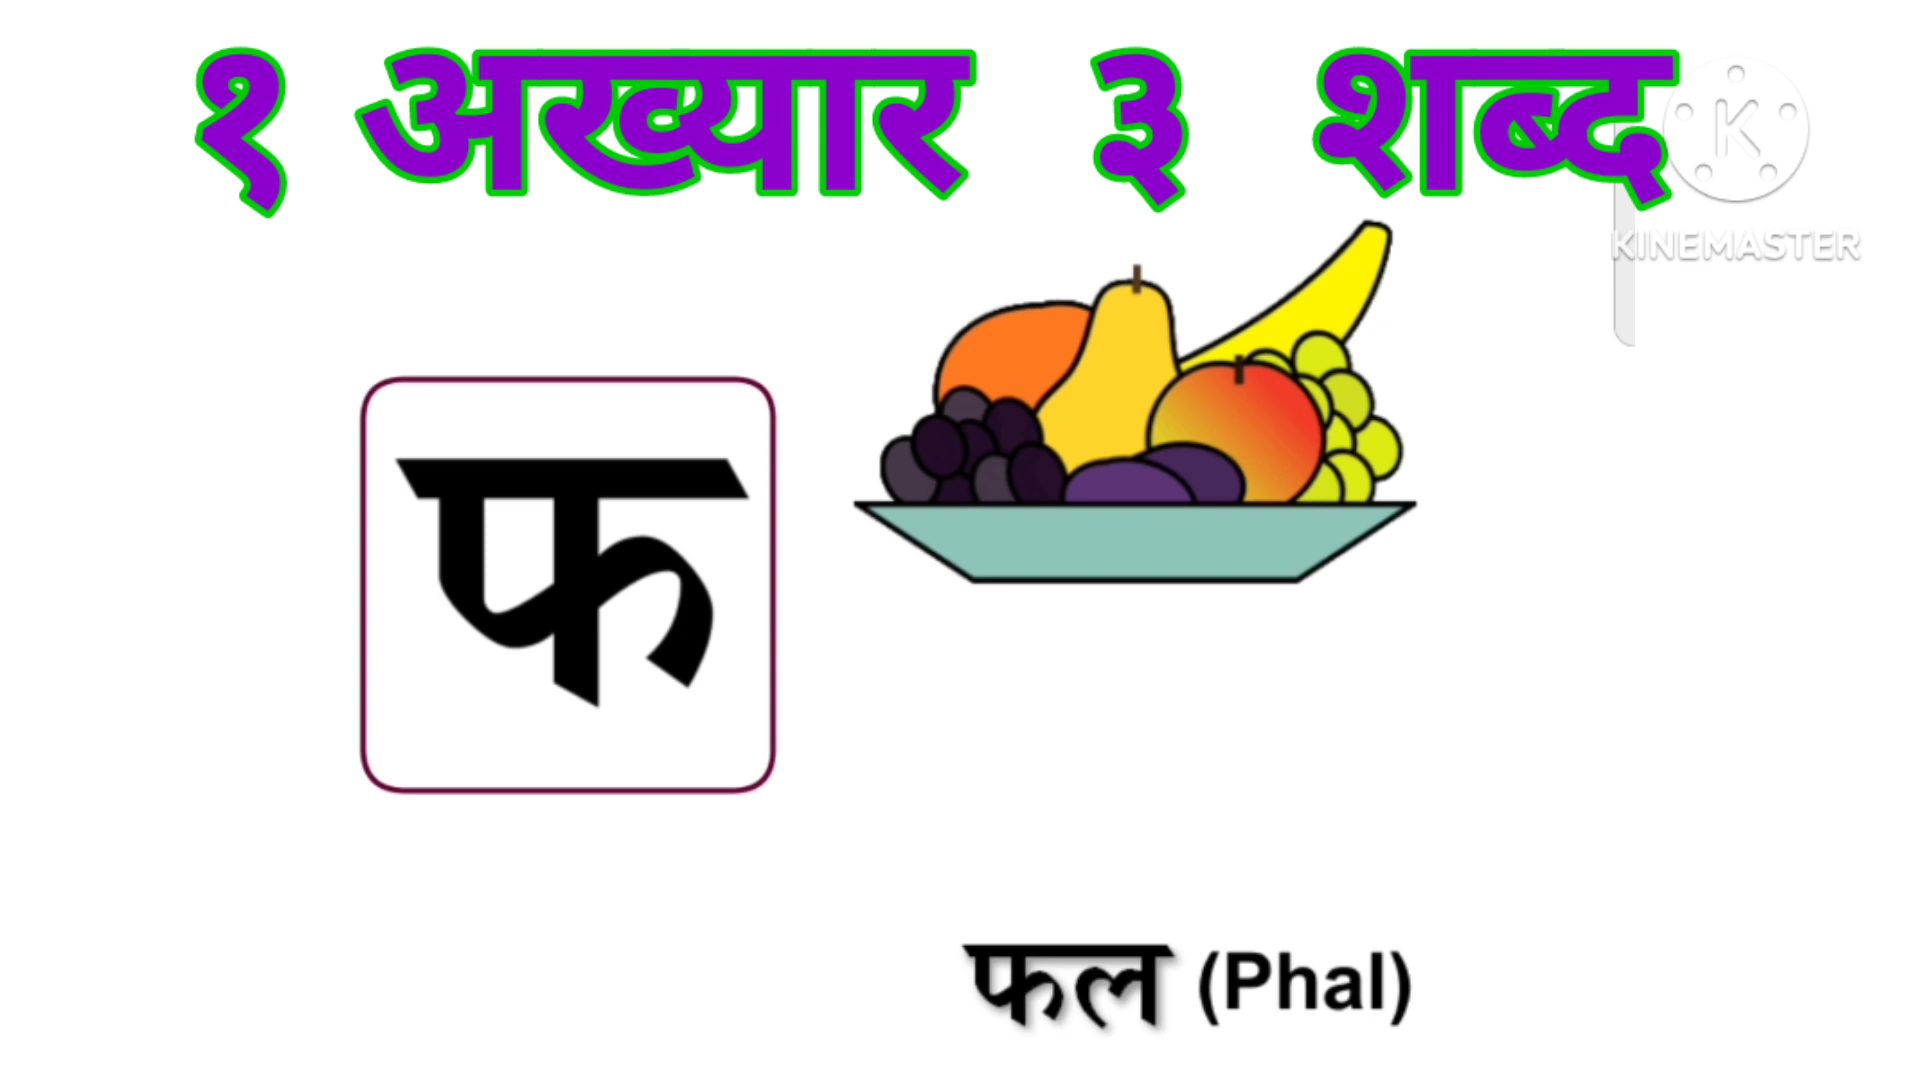 १ अख्यार ३ शब्द
K
KINEMASTER
फ
फल (Phal)